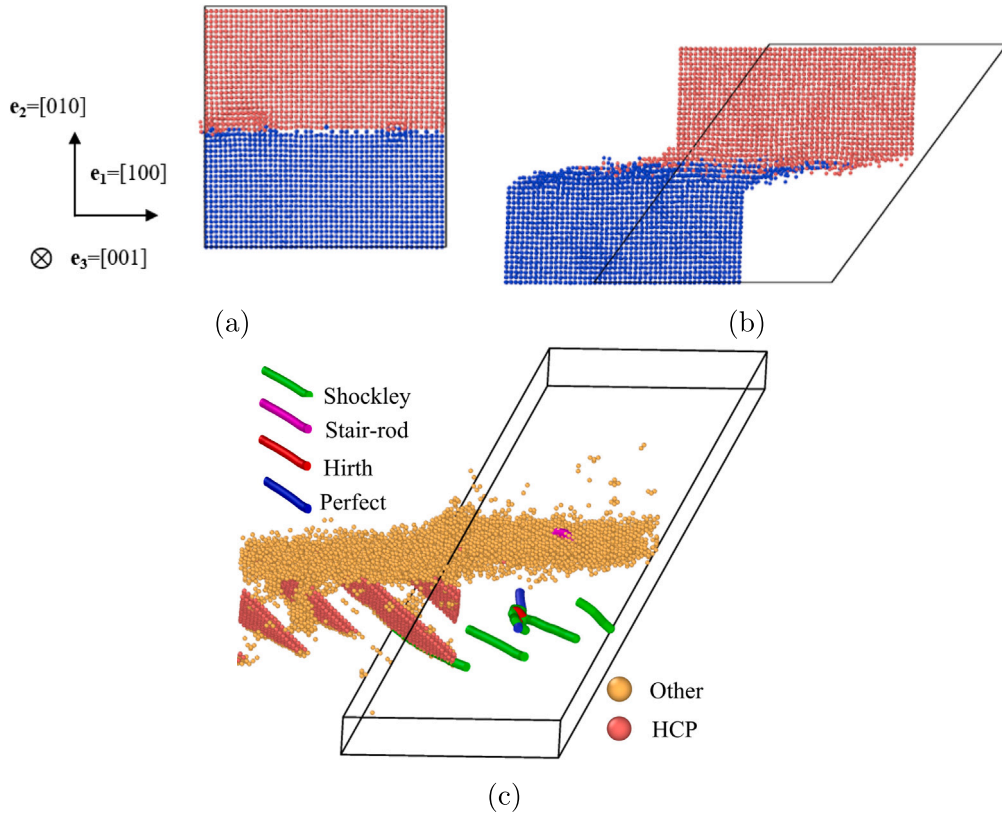 e₂=[010]
e₁=[100]
e₃=[001]
(a)
(b)
Shockley
Stair-rod
Hirth
Perfect
Other
HCP
(c)